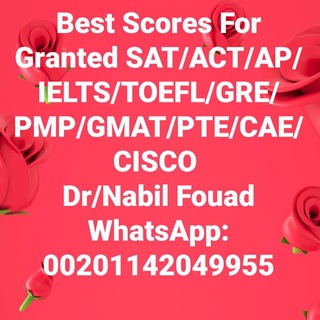 Best Scores For
Granted SAT/ACT/AP/
IELTS/TOEFL/GRE/
PMP/GMAT/PTE/CAE/
CISCO
Dr/Nabil Fouad
WhatsApp:
00201142049955